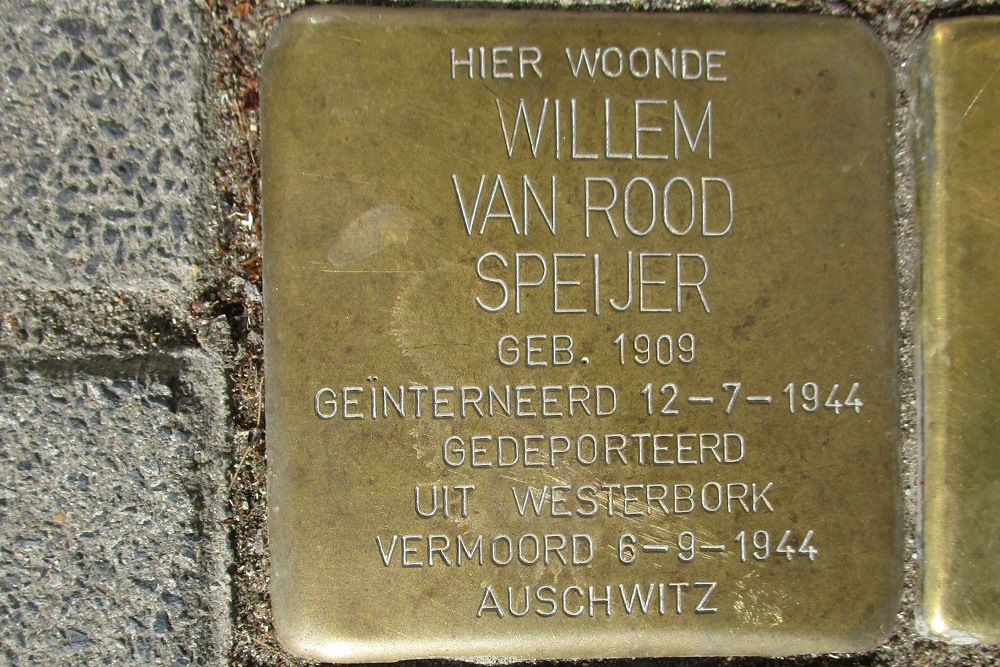 HIER WOONDE
WILLEM
VAN ROOD
SPEIJER
GEB. 1909
GEÏNTERNEERD 12-7-1944
GEDEPORTEERD
UIT WESTERBORK
VERMOORD 6-9-1944
AUSCHWITZ